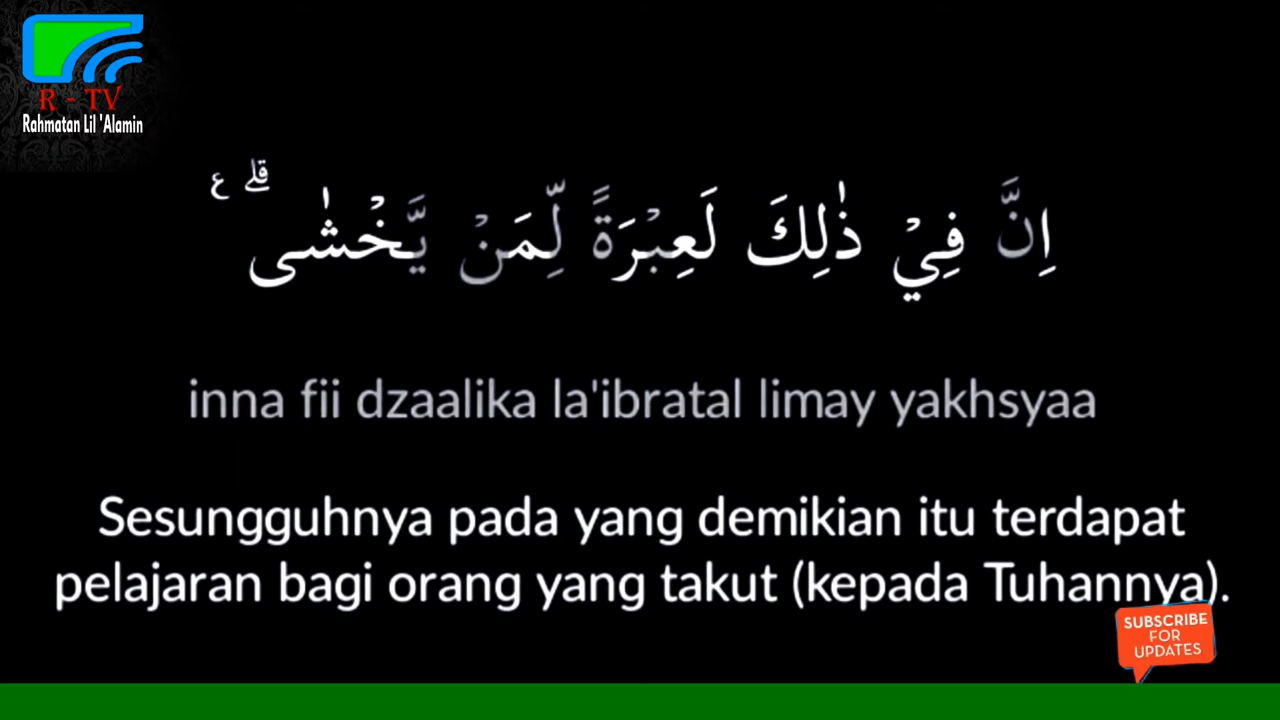 R - TV
Rahmatan Lil 'Alamin
اِنَّ فِيْ ذٰلِكَ لَعِبْرَةً لِّمَنْ يَّخْشٰى ۗ ࣖ
inna fii dzaalika la'ibratal limay yakhsyaa
Sesungguhnya pada yang demikian itu terdapat
pelajaran bagi orang yang takut (kepada Tuhannya).
SUBSCRIBE
FOR
UPDATES